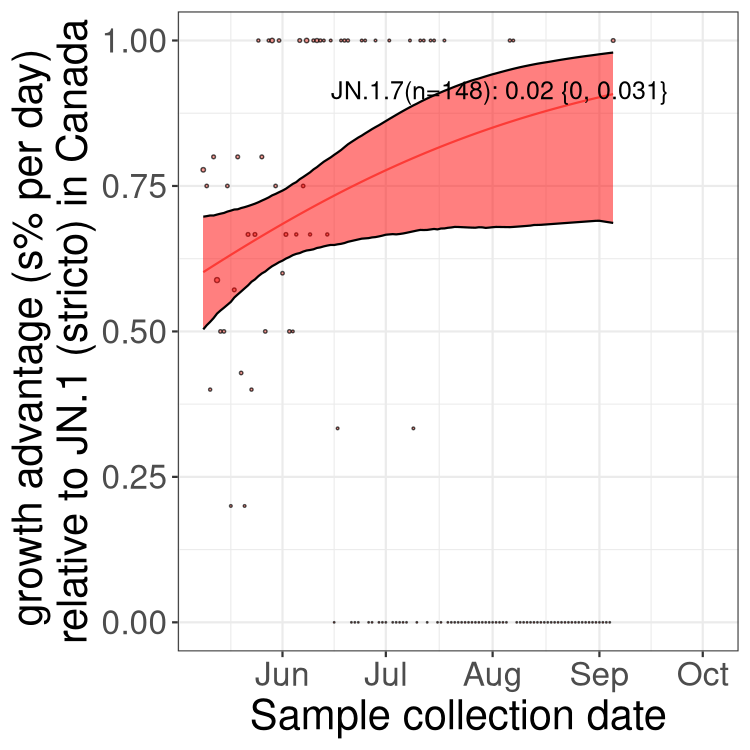 growth advantage (s% per day)
relative to JN.1 (stricto) in Canada
1.00
0.75
0.50
0.25
0.00
JN.1.7(n=148): 0.02 {0, 0.031}
Jun Jul Aug Sep Oct
Sample collection date